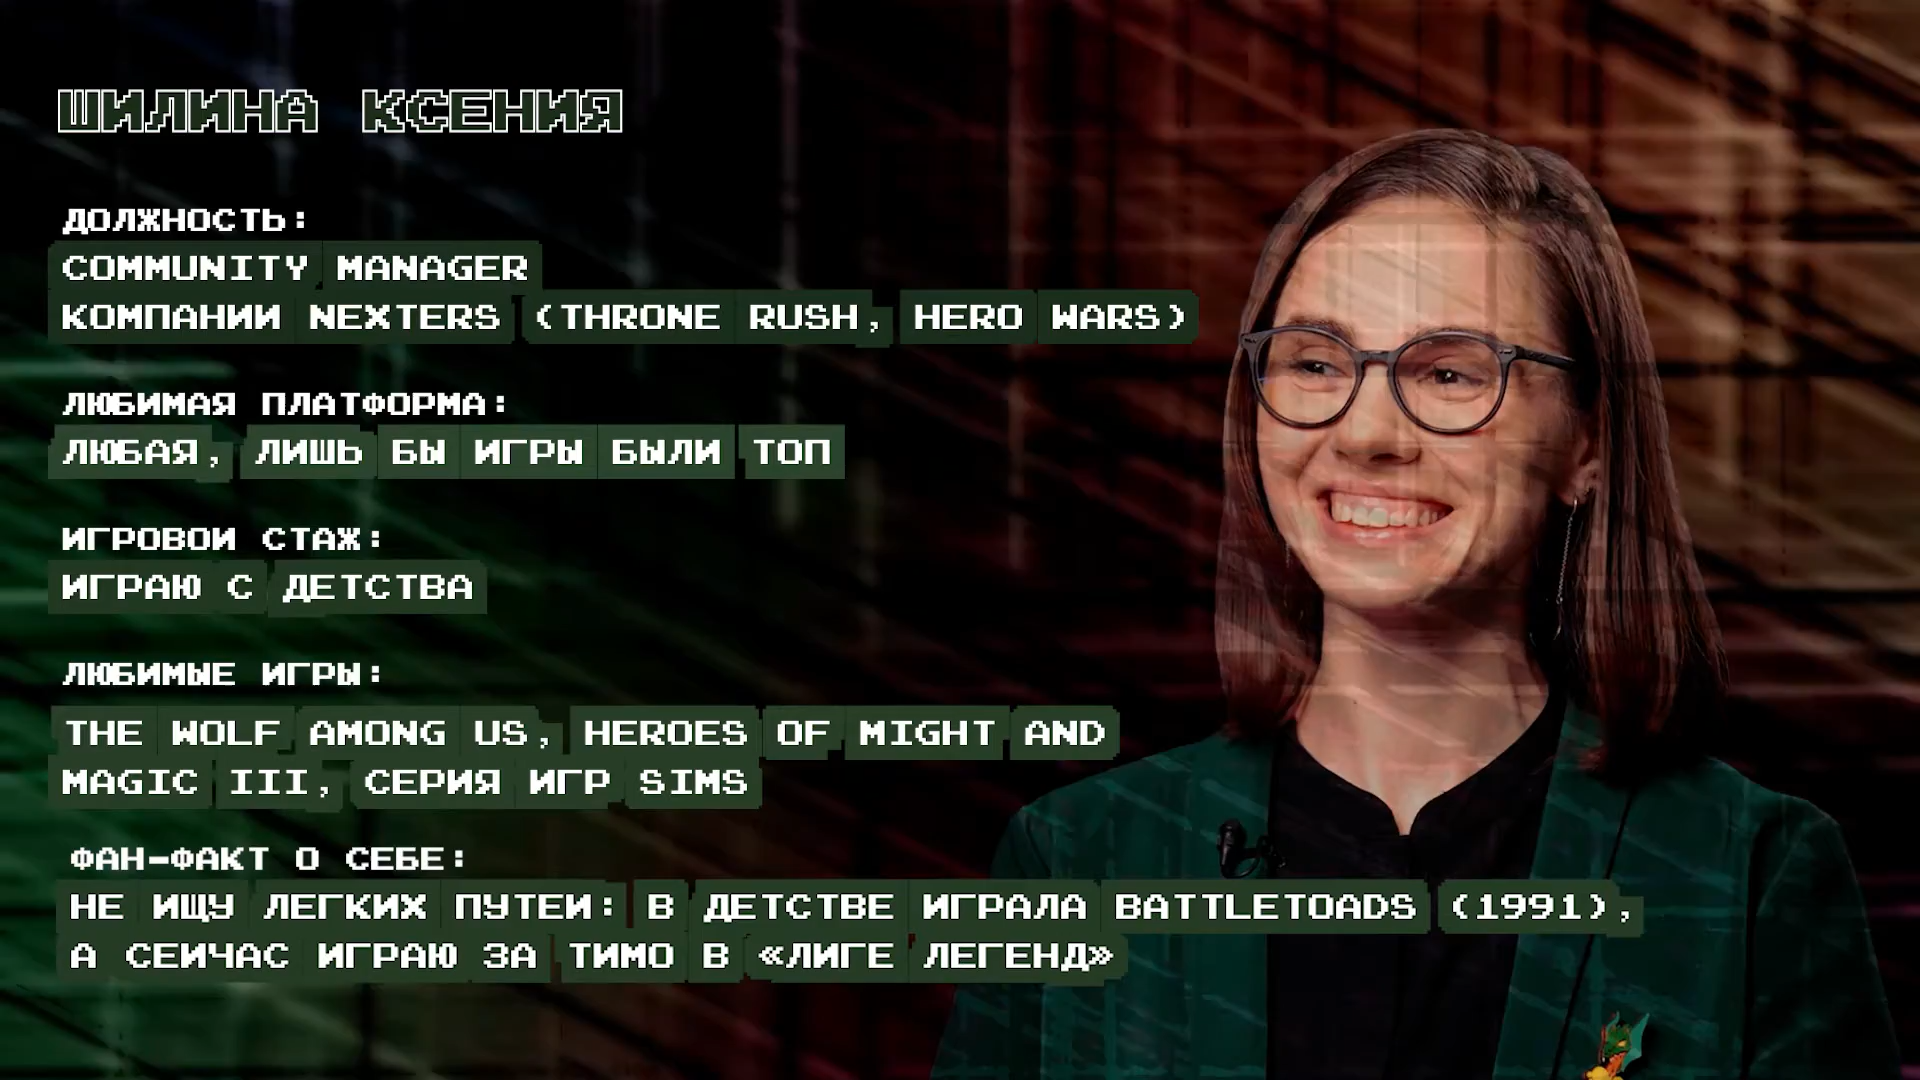 ШИЛИНА КСЕНИЯ
ДОЛЖНОСТЬ:
COMMUNITY MANAGER
КОМПАНИИ NEXTERS (THRONE RUSH, HERO WARS)
ЛЮБИМАЯ ПЛАТФОРМА:
ЛЮБАЯ, ЛИШЬ БЫ ИГРЫ БЫЛИ ТОП
ИГРОВОИ СТАЖ:
ИГРАЮ С ДЕТСТВА
ЛЮБИМЫЕ ИГРЫ:
THE WOLF AMONG US, HEROES OF MIGHT AND
MAGIC III, СЕРИЯ ИГР SIMS
ФАН-ФАКТ О СЕБЕ:
НЕ ИЩУ ЛЕГКИХ ПУТЕИ: В ДЕТСТВЕ ИГРАЛА BATTLETOADS (1991),
А СЕИЧАС ИГРАЮ ЗА ТИМО В «ЛИГЕ ЛЕГЕНД»